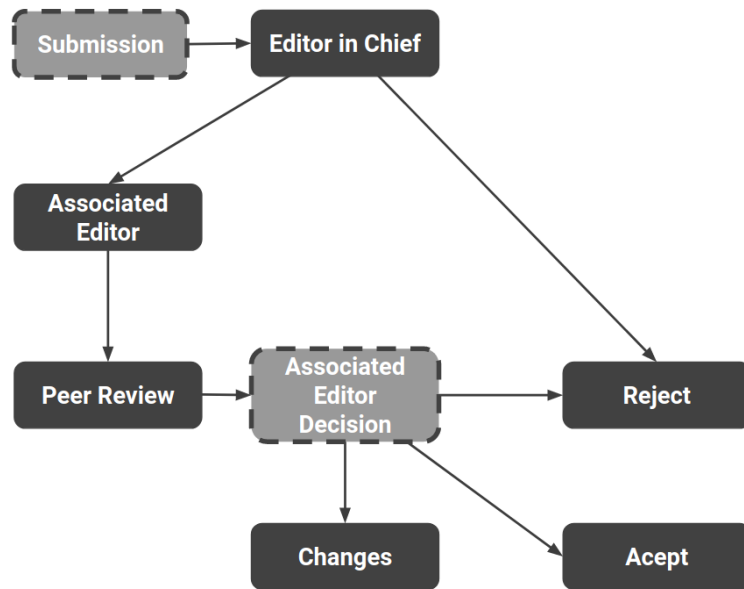 Submission
Editor in Chief
Associated
Editor
Peer Review
Associated
Editor
Decision
Reject
Changes
Acept